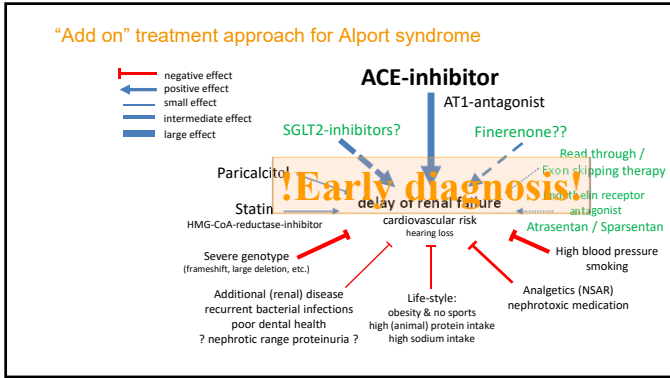 “Add on” treatment approach for Alport syndrome
negative effect
positive effect
small effect
intermediate effect
large effect
ACE-inhibitor
AT1-antagonist
SGLT2-inhibitors?
Finerenone??
Read through /
Exon skipping therapy
Paricalcitol
!Early diagnosis!
delay of renal failure
cardiovascular risk
hearing loss
Statin
HMG-CoA-reductase-inhibitor
Endothelin receptor
antagonist
Atrasentan / Sparsentan
Severe genotype
(frameshift, large deletion, etc.)
High blood pressure
smoking
Additional (renal) disease
recurrent bacterial infections
poor dental health
? nephrotic range proteinuria ?
Life-style:
obesity & no sports
high (animal) protein intake
high sodium intake
Analgetics (NSAR)
nephrotoxic medication